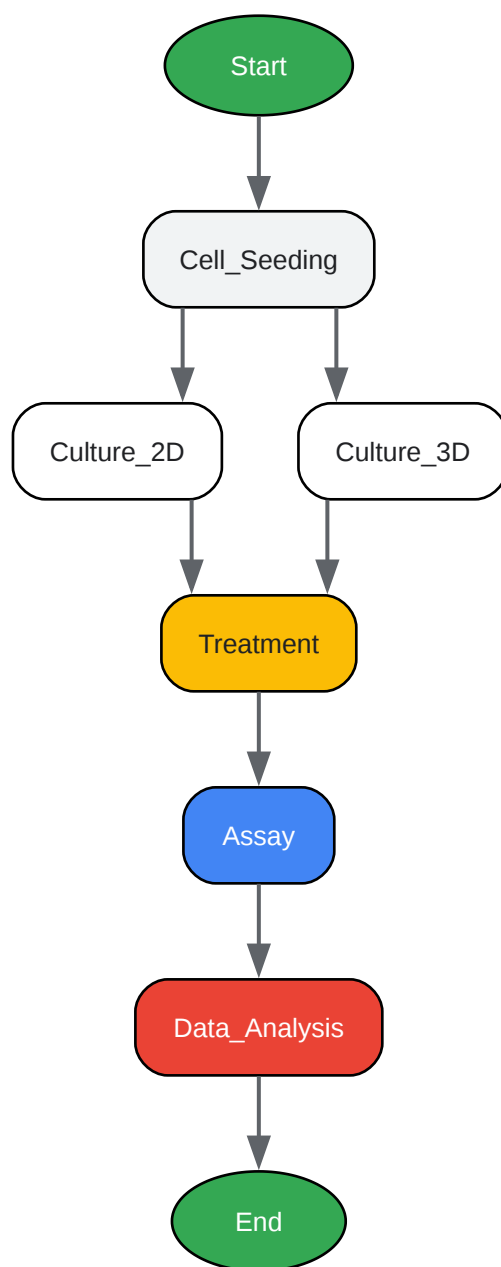 Start
Cell_Seeding
Culture_2D
Culture_3D
Treatment
Assay
Data_Analysis
End